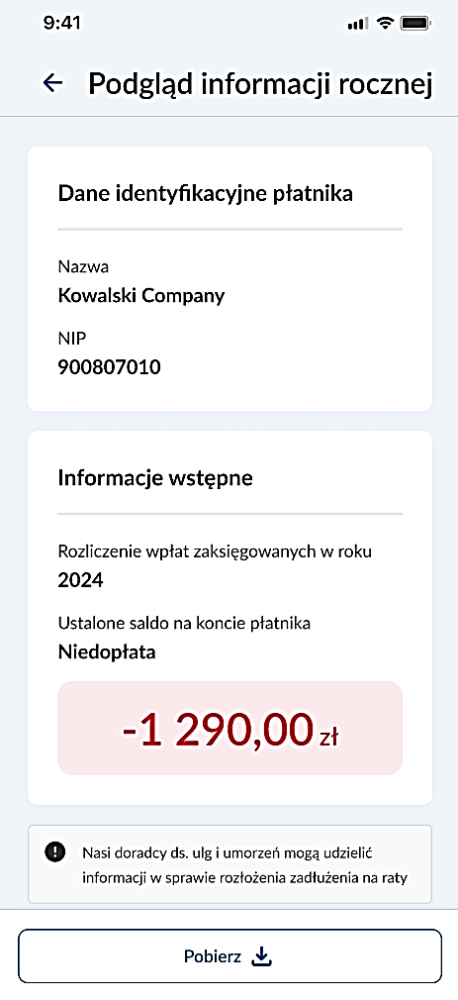 9:41
Podgląd informacji rocznej
Dane identyfikacyjne płatnika
Nazwa
Kowalski Company
NIP
900807010
Informacje wstępne
Rozliczenie wpłat zaksięgowanych w roku
2024
Ustalone saldo na koncie płatnika
Niedopłata
-1 290,00 zł
Nasi doradcy ds. ulg i umorzeń mogą udzielić
informacji w sprawie rozłożenia zadłużenia na raty
Pobierz